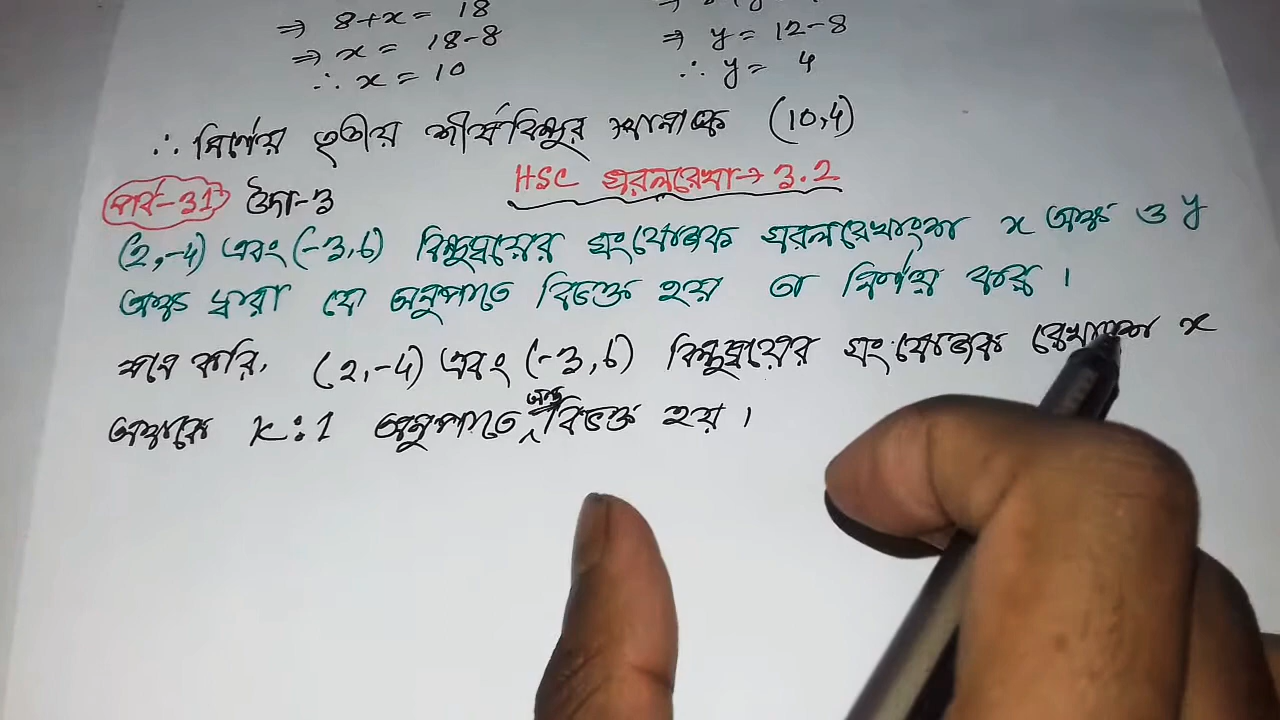 ⇒ 8+x = 18
⇒ x = 18-8
∴ x = 10
⇒ y = 12-8
∴ y = 4
∴ নির্ণেয় তৃতীয় শীর্ষবিন্দুর স্থানাঙ্ক (10,4)
HSC সরলরেখা→ 3.2
পার্ব-31 উদা-3
(2,-4) এবং (-3,6) বিন্দুদ্বয়ের সংযোজক সরলরেখাংশ x অক্ষ ও y
অক্ষ দ্বারা যে অনুপাতে বিভক্ত হয় তা নির্ণয় কর।
মনে করি, (2,-4) এবং (-3,6) বিন্দুদ্বয়ের সংযোজক রেখাংশ x
অক্ষকে k:1 অনুপাতে অন্তঃবিভক্ত হয়।